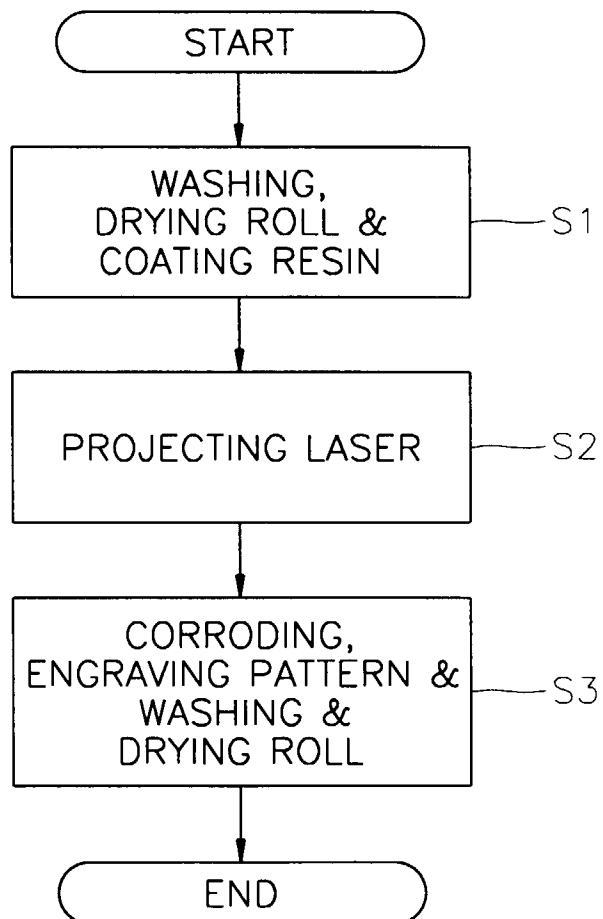 START
WASHING,
DRYING ROLL &
COATING RESIN
S1
PROJECTING LASER
S2
CORRODING,
ENGRAVING PATTERN &
WASHING &
DRYING ROLL
S3
END